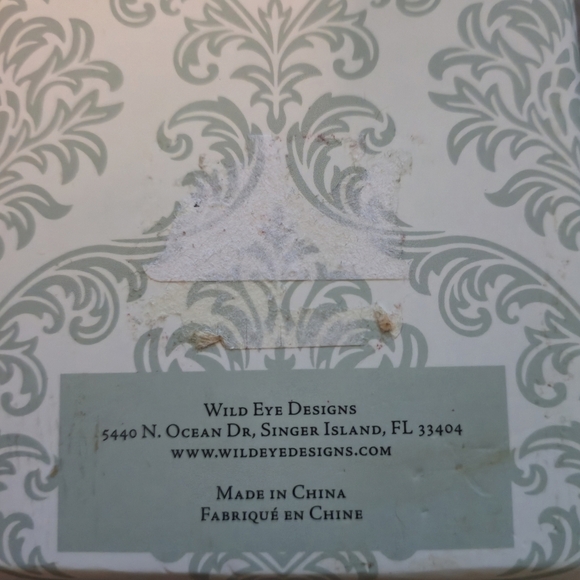 Wild Eye Designs
5440 N. Ocean Dr, Singer Island, FL 33404
www.wildeyedesigns.com
Made in China
Fabriqué en Chine